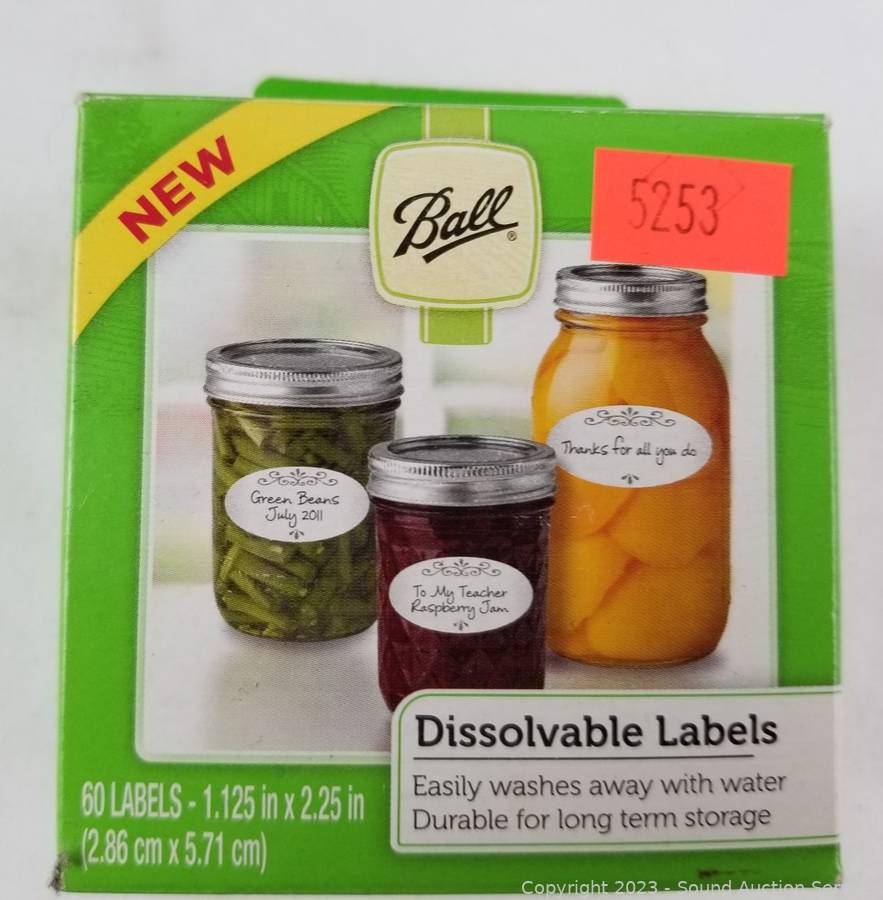 NEW
Ball®
5253
Thanks for all you do
Green Beans
July 2011
To My Teacher
Raspberry Jam
Dissolvable Labels
Easily washes away with water
Durable for long term storage
60 LABELS - 1.125 in x 2.25 in
(2.86 cm x 5.71 cm)
Copyright 2023 - Sound Auction Ser